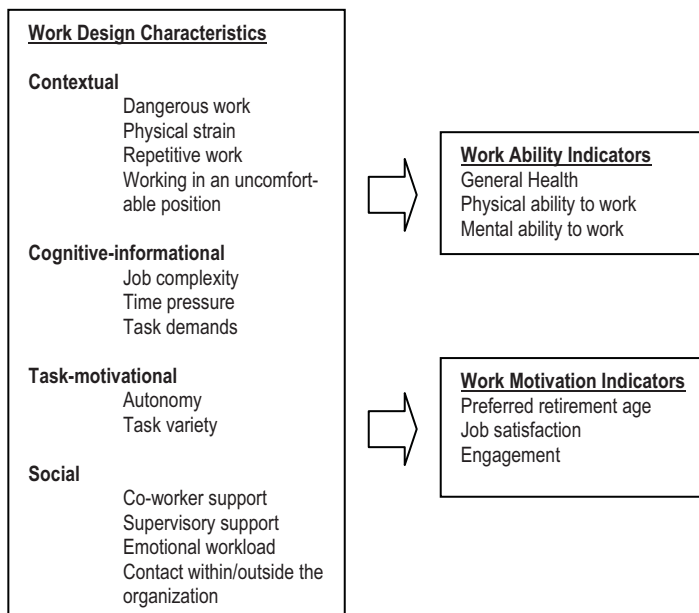 Work Design Characteristics
Contextual
Dangerous work
Physical strain
Repetitive work
Working in an uncomfort-
able position
Cognitive-informational
Job complexity
Time pressure
Task demands
Task-motivational
Autonomy
Task variety
Social
Co-worker support
Supervisory support
Emotional workload
Contact within/outside the
organization
Work Ability Indicators
General Health
Physical ability to work
Mental ability to work
Work Motivation Indicators
Preferred retirement age
Job satisfaction
Engagement